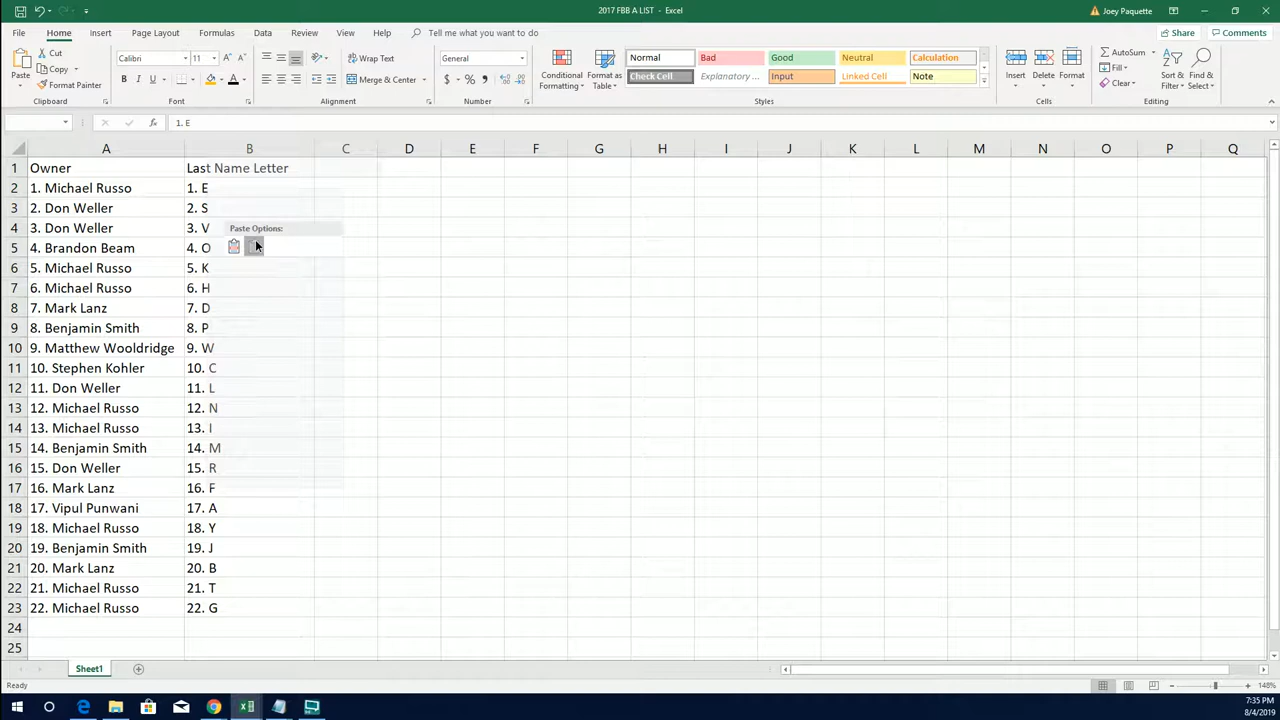 2017 FBB A LIST - Excel
Joey Paquette
File Home Insert Page Layout Formulas Data Review View Help Tell me what you want to do
Share Comments
Paste
Cut
Copy
Format Painter
Clipboard
Calibri 11
B I U
Font
Wrap Text
Merge & Center
Alignment
General
$ % ,
Number
Conditional Formatting
Format as Table
Normal Bad Good Neutral Calculation
Check Cell Explanatory ... Input Linked Cell Note
Styles
Insert Delete Format
Cells
AutoSum
Fill
Clear
Sort & Filter
Find & Select
Editing
fx 1. E
A B C D E F G H I J K L M N O P Q
1 Owner Last Name Letter
2 1. Michael Russo 1. E
3 2. Don Weller 2. S
4 3. Don Weller 3. V
Paste Options:
5 4. Brandon Beam 4. O
6 5. Michael Russo 5. K
7 6. Michael Russo 6. H
8 7. Mark Lanz 7. D
9 8. Benjamin Smith 8. P
10 9. Matthew Wooldridge 9. W
11 10. Stephen Kohler 10. C
12 11. Don Weller 11. L
13 12. Michael Russo 12. N
14 13. Michael Russo 13. I
15 14. Benjamin Smith 14. M
16 15. Don Weller 15. R
17 16. Mark Lanz 16. F
18 17. Vipul Punwani 17. A
19 18. Michael Russo 18. Y
20 19. Benjamin Smith 19. J
21 20. Mark Lanz 20. B
22 21. Michael Russo 21. T
23 22. Michael Russo 22. G
24
25
Sheet1
Ready
148%
7:35 PM
8/4/2019